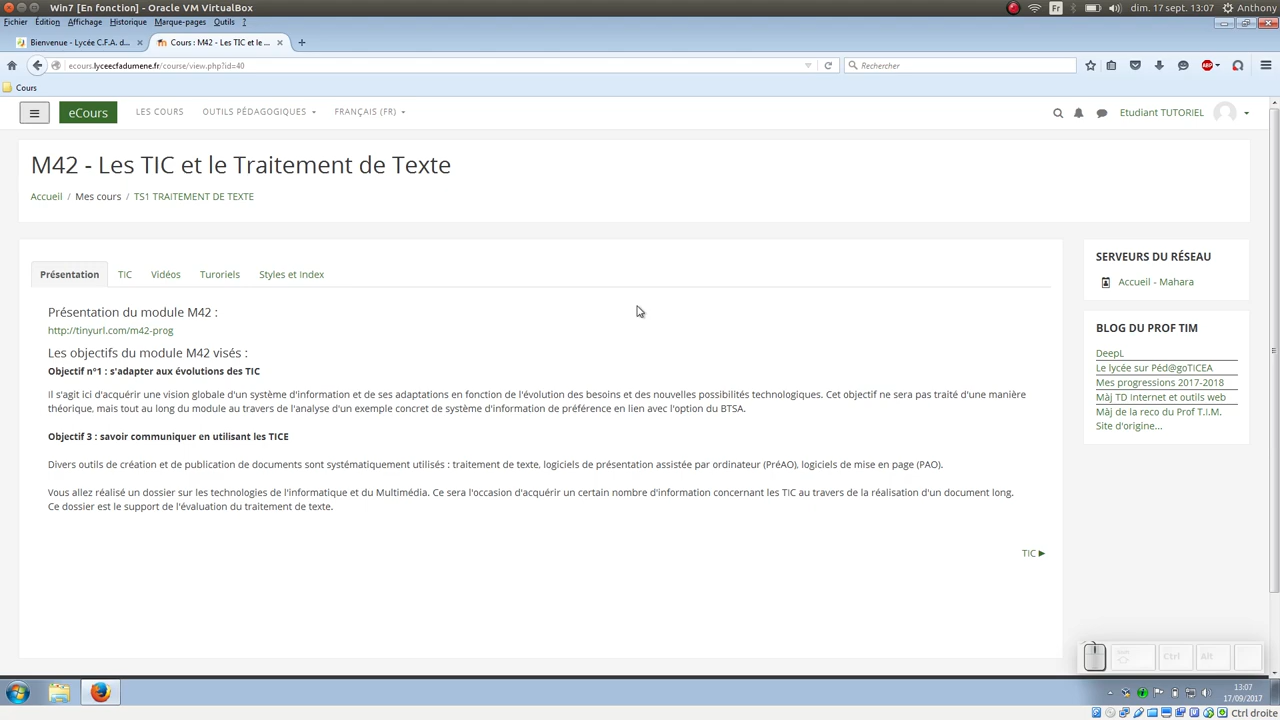 Win7 [En fonction] - Oracle VM VirtualBox
Fr
dim. 17 sept. 13:07
Anthony
Fichier Édition Affichage Historique Marque-pages Outils ?
Bienvenue - Lycée C.F.A. d...
Cours : M42 - Les TIC et le ...
ecours.lyceecfadumene.fr/course/view.php?id=40
Rechercher
ABP
Cours
eCours
LES COURS
OUTILS PÉDAGOGIQUES
FRANÇAIS (FR)
Etudiant TUTORIEL
M42 - Les TIC et le Traitement de Texte
Accueil / Mes cours / TS1 TRAITEMENT DE TEXTE
Présentation
TIC
Vidéos
Turoriels
Styles et Index
Présentation du module M42 :
http://tinyurl.com/m42-prog
Les objectifs du module M42 visés :
Objectif n°1 : s'adapter aux évolutions des TIC
Il s'agit ici d'acquérir une vision globale d'un système d'information et de ses adaptations en fonction de l'évolution des besoins et des nouvelles possibilités technologiques. Cet objectif ne sera pas traité d'une manière
théorique, mais tout au long du module au travers de l'analyse d'un exemple concret de système d'information de préférence en lien avec l'option du BTSA.
Objectif 3 : savoir communiquer en utilisant les TICE
Divers outils de création et de publication de documents sont systématiquement utilisés : traitement de texte, logiciels de présentation assistée par ordinateur (PréAO), logiciels de mise en page (PAO).
Vous allez réalisé un dossier sur les technologies de l'informatique et du Multimédia. Ce sera l'occasion d'acquérir un certain nombre d'information concernant les TIC au travers de la réalisation d'un document long.
Ce dossier est le support de l'évaluation du traitement de texte.
TIC ►
SERVEURS DU RÉSEAU
Accueil - Mahara
BLOG DU PROF TIM
DeepL
Le lycée sur Péd@goTICEA
Mes progressions 2017-2018
Màj TD Internet et outils web
Màj de la reco du Prof T.I.M.
Site d'origine...
Ctrl
Alt
13:07
17/09/2017
Ctrl droite